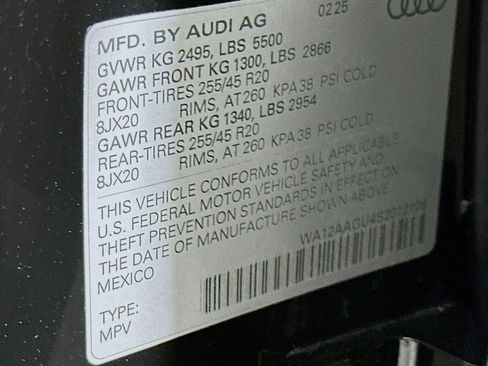 MFD. BY AUDI AG 02 25
GVWR KG 2495, LBS 5500
GAWR FRONT KG 1300, LBS 2866
FRONT-TIRES 255/45 R20
8JX20 RIMS, AT 260 KPA 38 PSI COLD
GAWR REAR KG 1340, LBS 2954
REAR-TIRES 255/45 R20
8JX20 RIMS, AT 260 KPA 38 PSI COLD
THIS VEHICLE CONFORMS TO ALL APPLICABLE
U.S. FEDERAL MOTOR VEHICLE SAFETY AND
THEFT PREVENTION STANDARDS IN EFFECT ON
THE DATE OF MANUFACTURE SHOWN ABOVE
MEXICO
TYPE:
MPV